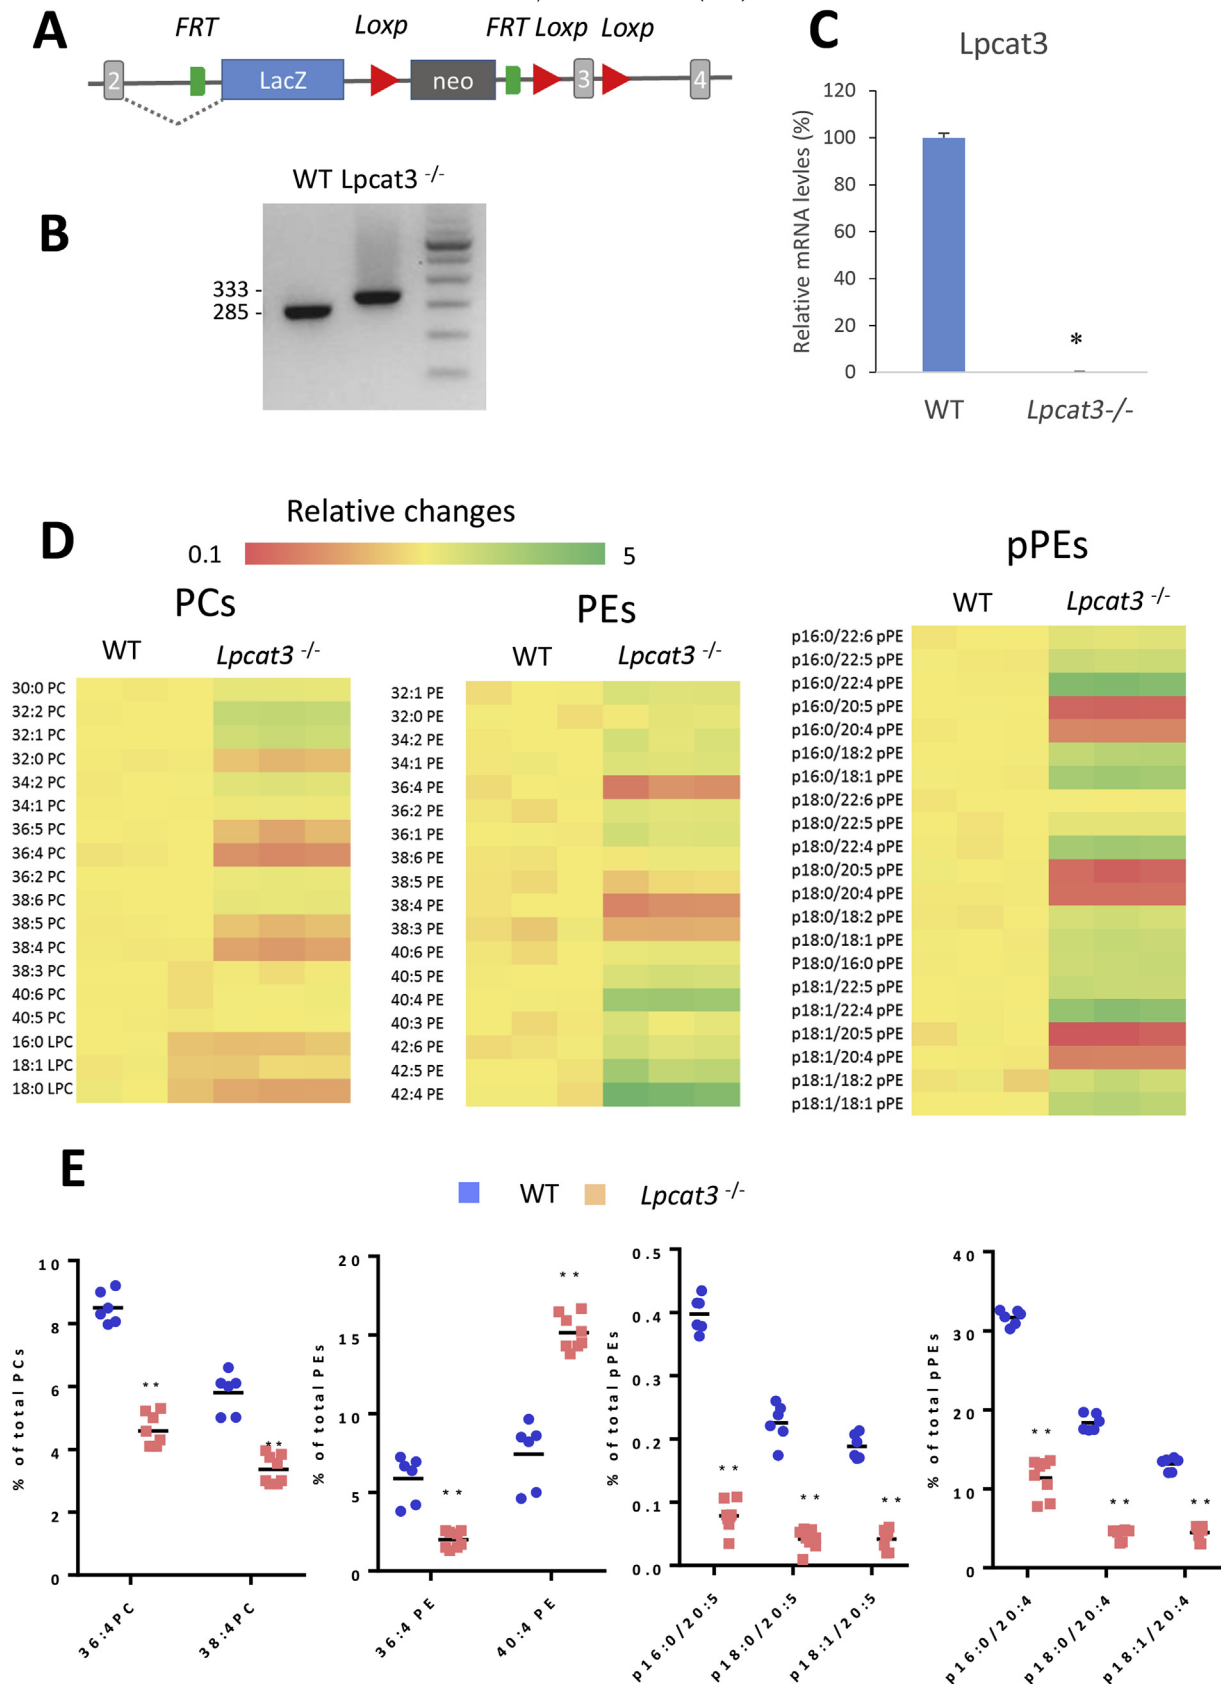 A
FRT
Loxp
FRT Loxp Loxp
2
LacZ
neo
3
4
B
WT Lpcat3 -/-
333 -
285 -
C
Lpcat3
Relative mRNA levles (%)
120
100
80
60
40
20
0
*
WT
Lpcat3-/-
D
Relative changes
0.1
5
PCs
WT
Lpcat3 -/-
30:0 PC
32:2 PC
32:1 PC
32:0 PC
34:2 PC
34:1 PC
36:5 PC
36:4 PC
36:2 PC
38:6 PC
38:5 PC
38:4 PC
38:3 PC
40:6 PC
40:5 PC
16:0 LPC
18:1 LPC
18:0 LPC
PEs
WT
Lpcat3 -/-
32:1 PE
32:0 PE
34:2 PE
34:1 PE
36:4 PE
36:2 PE
36:1 PE
38:6 PE
38:5 PE
38:4 PE
38:3 PE
40:6 PE
40:5 PE
40:4 PE
40:3 PE
42:6 PE
42:5 PE
42:4 PE
pPEs
WT
Lpcat3 -/-
p16:0/22:6 pPE
p16:0/22:5 pPE
p16:0/22:4 pPE
p16:0/20:5 pPE
p16:0/20:4 pPE
p16:0/18:2 pPE
p16:0/18:1 pPE
p18:0/22:6 pPE
p18:0/22:5 pPE
p18:0/22:4 pPE
p18:0/20:5 pPE
p18:0/20:4 pPE
p18:0/18:2 pPE
p18:0/18:1 pPE
P18:0/16:0 pPE
p18:1/22:5 pPE
p18:1/22:4 pPE
p18:1/20:5 pPE
p18:1/20:4 pPE
p18:1/18:2 pPE
p18:1/18:1 pPE
E
WT
Lpcat3 -/-
% of total PCs
10
8
6
4
2
0
**
**
36:4PC
38:4PC
% of total PEs
20
15
10
5
0
**
**
36:4 PE
40:4 PE
% of total pPEs
0.5
0.4
0.3
0.2
0.1
0.0
**
**
**
p16:0/20:5
p18:0/20:5
p18:1/20:5
% of total pPEs
40
30
20
10
0
**
**
**
p16:0/20:4
p18:0/20:4
p18:1/20:4